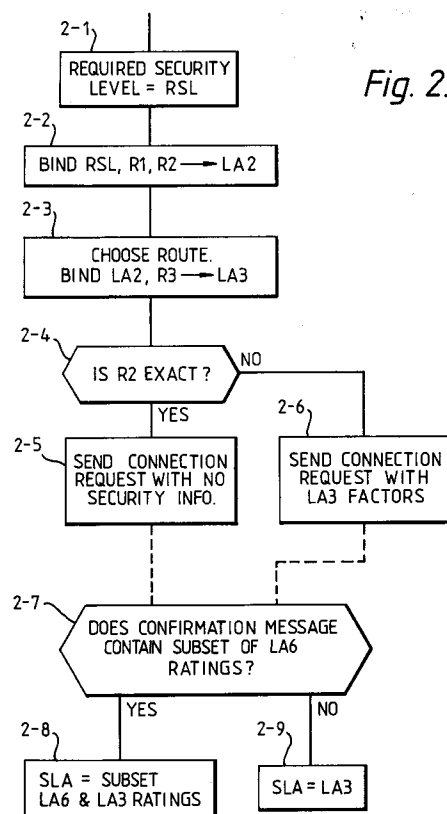 2-1
REQUIRED SECURITY
LEVEL = RSL
Fig. 2.
2-2
BIND RSL, R1, R2 → LA2
2-3
CHOOSE ROUTE.
BIND LA2, R3 → LA3
2-4
IS R2 EXACT ?
NO
YES
2-5
SEND CONNECTION
REQUEST WITH NO
SECURITY INFO.
2-6
SEND CONNECTION
REQUEST WITH
LA3 FACTORS
2-7
DOES CONFIRMATION MESSAGE
CONTAIN SUBSET OF LA6
RATINGS ?
YES
NO
2-8
SLA = SUBSET
LA6 & LA3 RATINGS
2-9
SLA = LA3